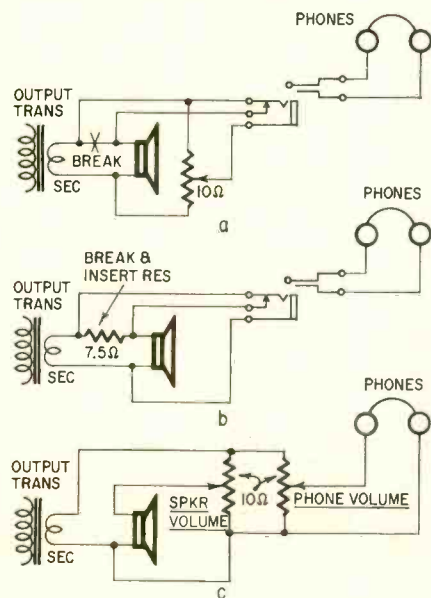 PHONES
OUTPUT
TRANS
BREAK
SEC
10Ω
a
PHONES
BREAK &
INSERT RES
OUTPUT
TRANS
7.5Ω
SEC
b
PHONES
OUTPUT
TRANS
10Ω
SPKR
VOLUME
PHONE VOLUME
SEC
c